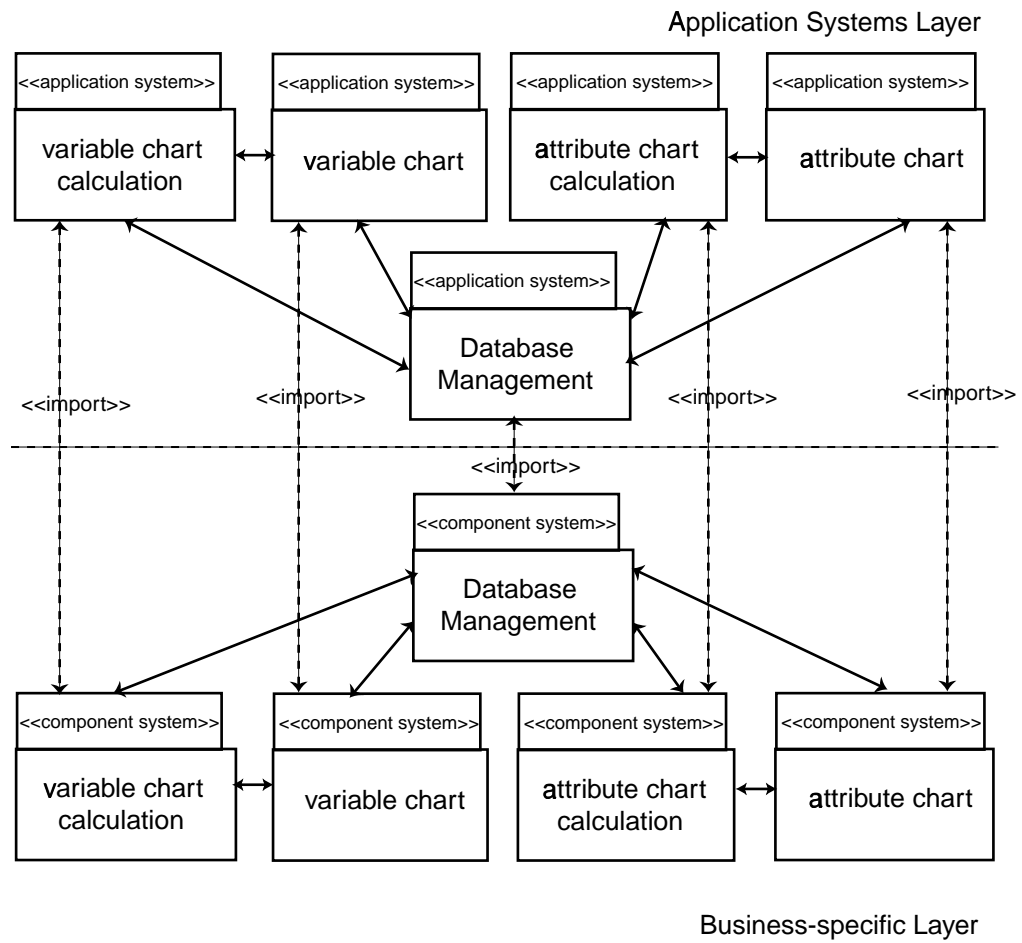 Application Systems Layer
<<application system>>
<<application system>>
<<application system>>
<<application system>>
variable chart
calculation
variable chart
attribute chart
calculation
attribute chart
<<application system>>
Database
Management
<<import>>
<<import>>
<<import>>
<<import>>
<<import>>
<<component system>>
Database
Management
<<component system>>
<<component system>>
<<component system>>
<<component system>>
variable chart
calculation
variable chart
attribute chart
calculation
attribute chart
Business-specific Layer